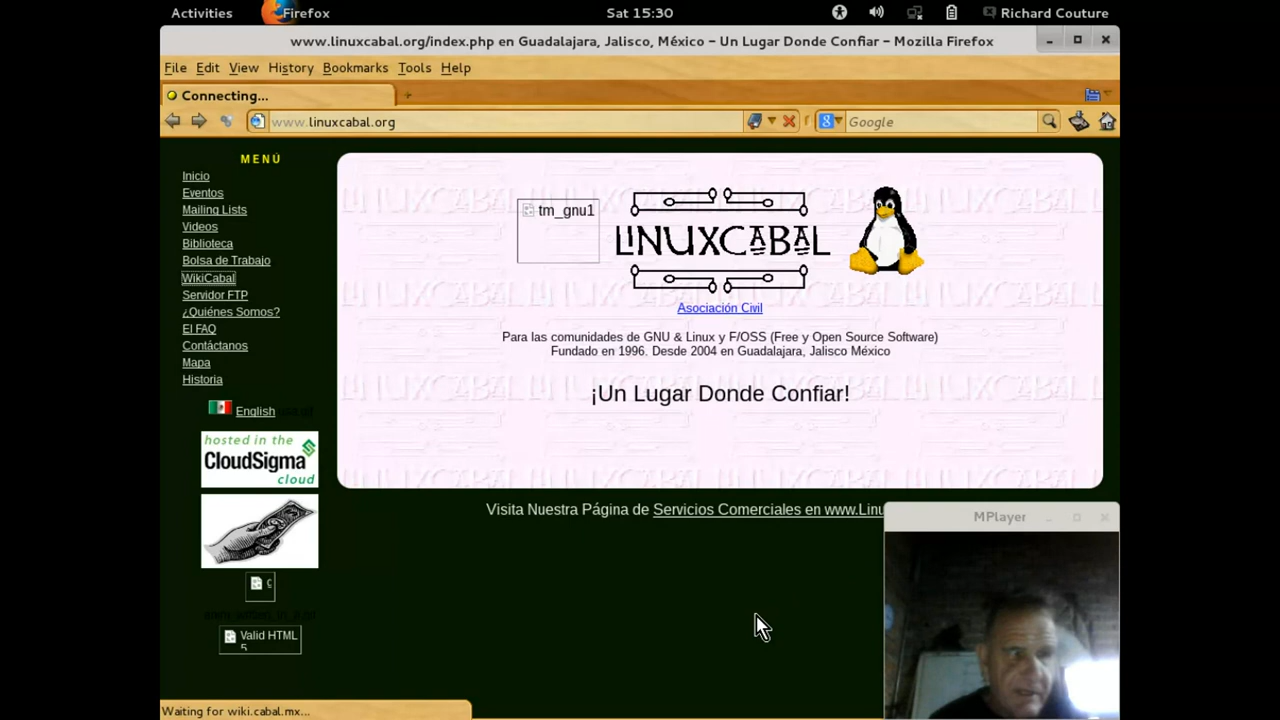 Activities
Firefox
Sat 15:30
Richard Couture
www.linuxcabal.org/index.php en Guadalajara, Jalisco, México – Un Lugar Donde Confiar – Mozilla Firefox
File Edit View History Bookmarks Tools Help
Connecting...
www.linuxcabal.org
Google
MENÚ
Inicio
Eventos
Mailing Lists
Videos
Biblioteca
Bolsa de Trabajo
WikiCabal
Servidor FTP
¿Quiénes Somos?
El FAQ
Contáctanos
Mapa
Historia
English
hosted in the
CloudSigma
cloud
Valid HTML
5
tm_gnu1
LINUXCABAL
Asociación Civil
Para las comunidades de GNU & Linux y F/OSS (Free y Open Source Software)
Fundado en 1996. Desde 2004 en Guadalajara, Jalisco México
¡Un Lugar Donde Confiar!
Visita Nuestra Página de Servicios Comerciales en www.Linu
MPlayer
Waiting for wiki.cabal.mx...